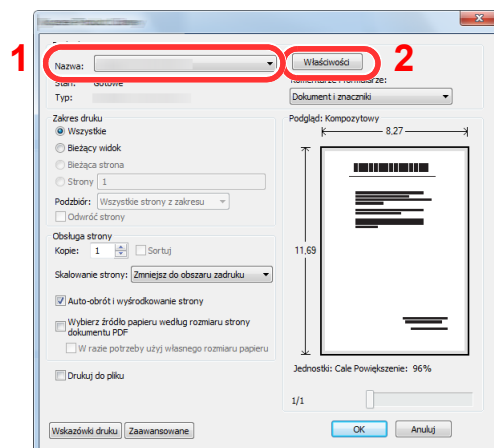 1
2
Nazwa:
Właściwości
Stan: Gotowe
Komentarze i formularze:
Typ:
Dokument i znaczniki
Zakres druku
Wszystkie
Bieżący widok
Bieżąca strona
Strony 1
Podzbiór: Wszystkie strony z zakresu
Odwróć strony
Obsługa strony
Kopie: 1 Sortuj
Skalowanie strony: Zmniejsz do obszaru zadruku
Auto-obrót i wyśrodkowanie strony
Wybierz źródło papieru według rozmiaru strony
dokumentu PDF
W razie potrzeby użyj własnego rozmiaru papieru
Drukuj do pliku
Podgląd: Kompozytowy
8,27
11,69
Jednostki: Cale Powiększenie: 96%
1/1
Wskazówki druku Zaawansowane
OK Anuluj